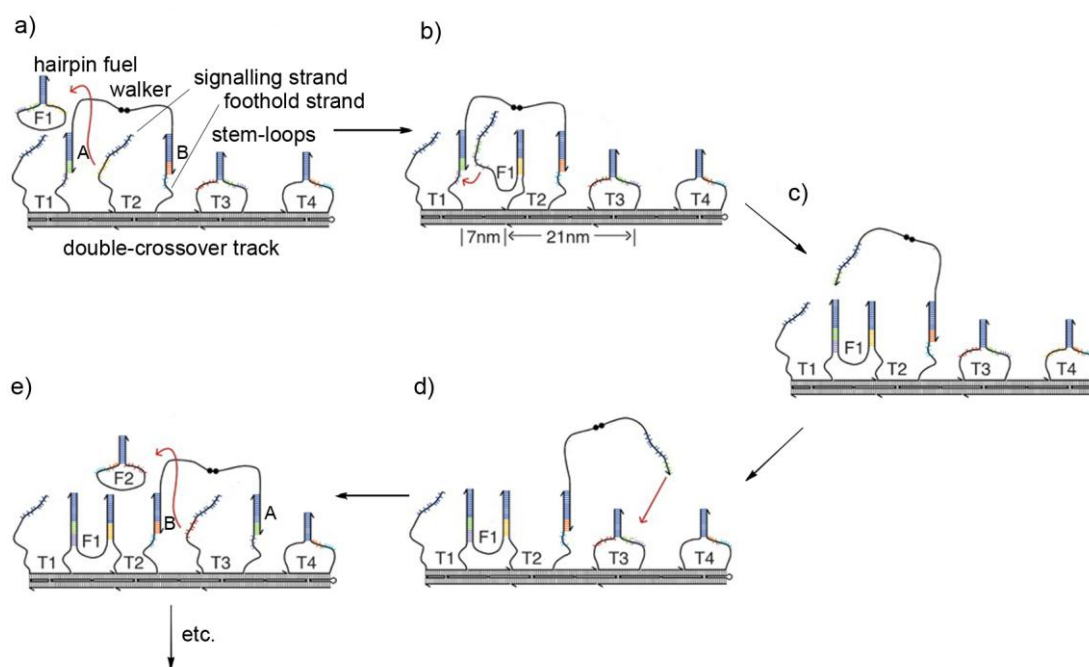 a)
hairpin fuel
walker
signalling strand
foothold strand
stem-loops
F1
A
B
T1
T2
T3
T4
double-crossover track
b)
F1
T1
T2
T3
T4
7nm
21nm
c)
F1
T1
T2
T3
T4
d)
F1
T1
T2
T3
T4
e)
F2
B
A
F1
T1
T2
T3
T4
etc.